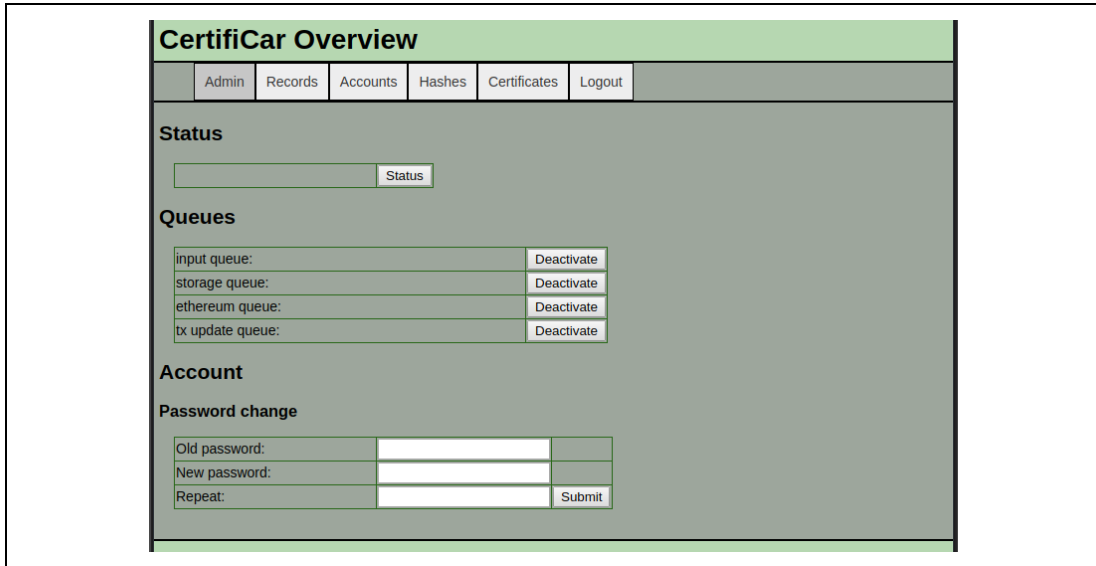 CertifiCar Overview
Admin Records Accounts Hashes Certificates Logout
Status
Status
Queues
input queue: Deactivate
storage queue: Deactivate
ethereum queue: Deactivate
tx update queue: Deactivate
Account
Password change
Old password:
New password:
Repeat: Submit